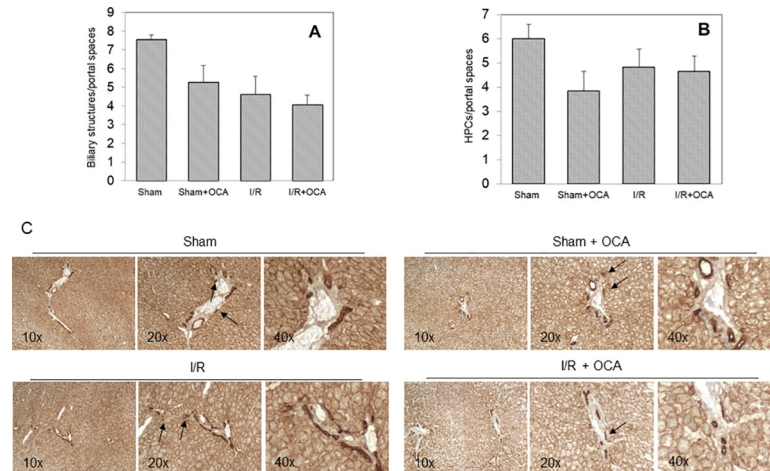 A
Biliary structures/portal spaces
9
8
7
6
5
4
3
2
1
0
Sham
Sham+OCA
I/R
I/R+OCA
B
HPCs/portal spaces
7
6
5
4
3
2
1
0
Sham
Sham+OCA
I/R
I/R+OCA
C
Sham
10x
20x
40x
Sham + OCA
10x
20x
40x
I/R
10x
20x
40x
I/R + OCA
10x
20x
40x